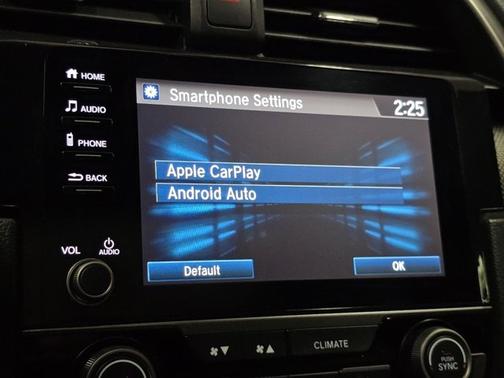 HOME
AUDIO
PHONE
BACK
VOL
AUDIO
Smartphone Settings
2:25
Apple CarPlay
Android Auto
Default
OK
CLIMATE
PUSH
SYNC